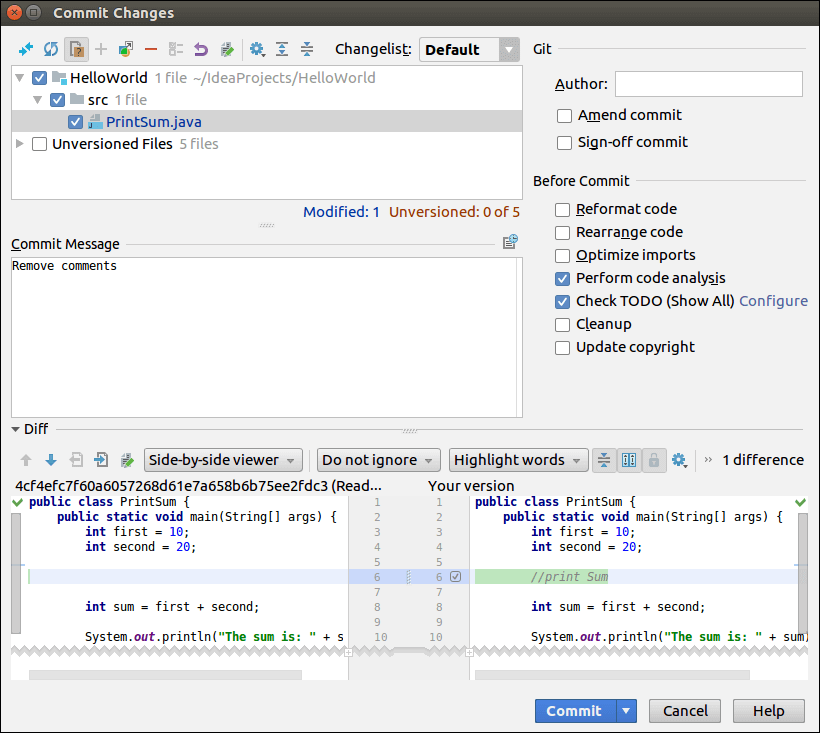 Commit Changes
Changelist: Default
HelloWorld 1 file ~/IdeaProjects/HelloWorld
src 1 file
PrintSum.java
Unversioned Files 5 files
Modified: 1 Unversioned: 0 of 5
Commit Message
Remove comments
Git
Author:
Amend commit
Sign-off commit
Before Commit
Reformat code
Rearrange code
Optimize imports
Perform code analysis
Check TODO (Show All) Configure
Cleanup
Update copyright
Diff
Side-by-side viewer Do not ignore Highlight words 1 difference
4cf4efc7f60a6057268d61e7a658b6b75ee2fdc3 (Read... Your version
public class PrintSum { 1 1 public class PrintSum {
public static void main(String[] args) { 2 2 public static void main(String[] args) {
int first = 10; 3 3 int first = 10;
int second = 20; 4 4 int second = 20;
5 5
6 6 //print Sum
7 7
int sum = first + second; 8 8 int sum = first + second;
9 9
System.out.println("The sum is: " + s 10 10 System.out.println("The sum is: " + sum)
Commit Cancel Help